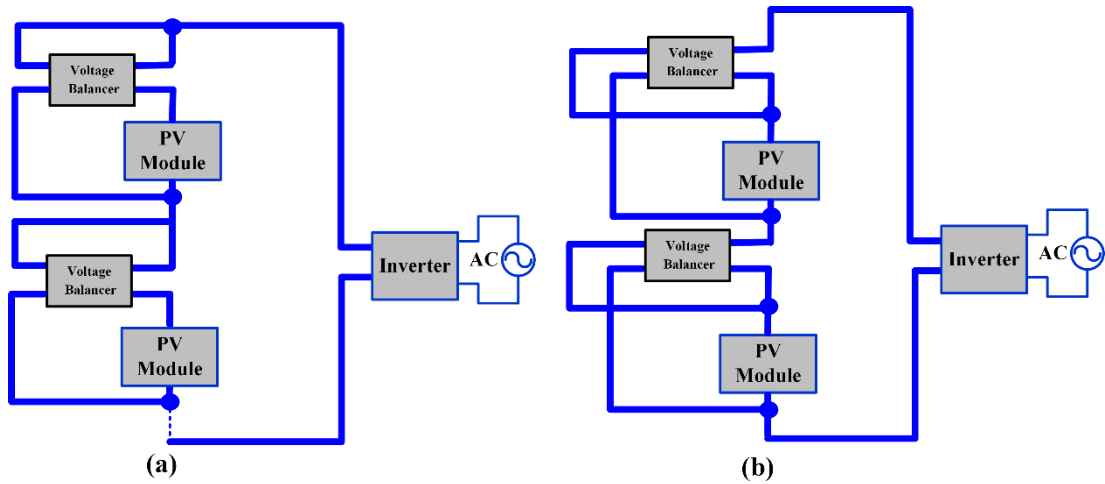 Voltage
Balancer
PV
Module
Voltage
Balancer
PV
Module
Inverter
AC
(a)
Voltage
Balancer
PV
Module
Voltage
Balancer
PV
Module
Inverter
AC
(b)